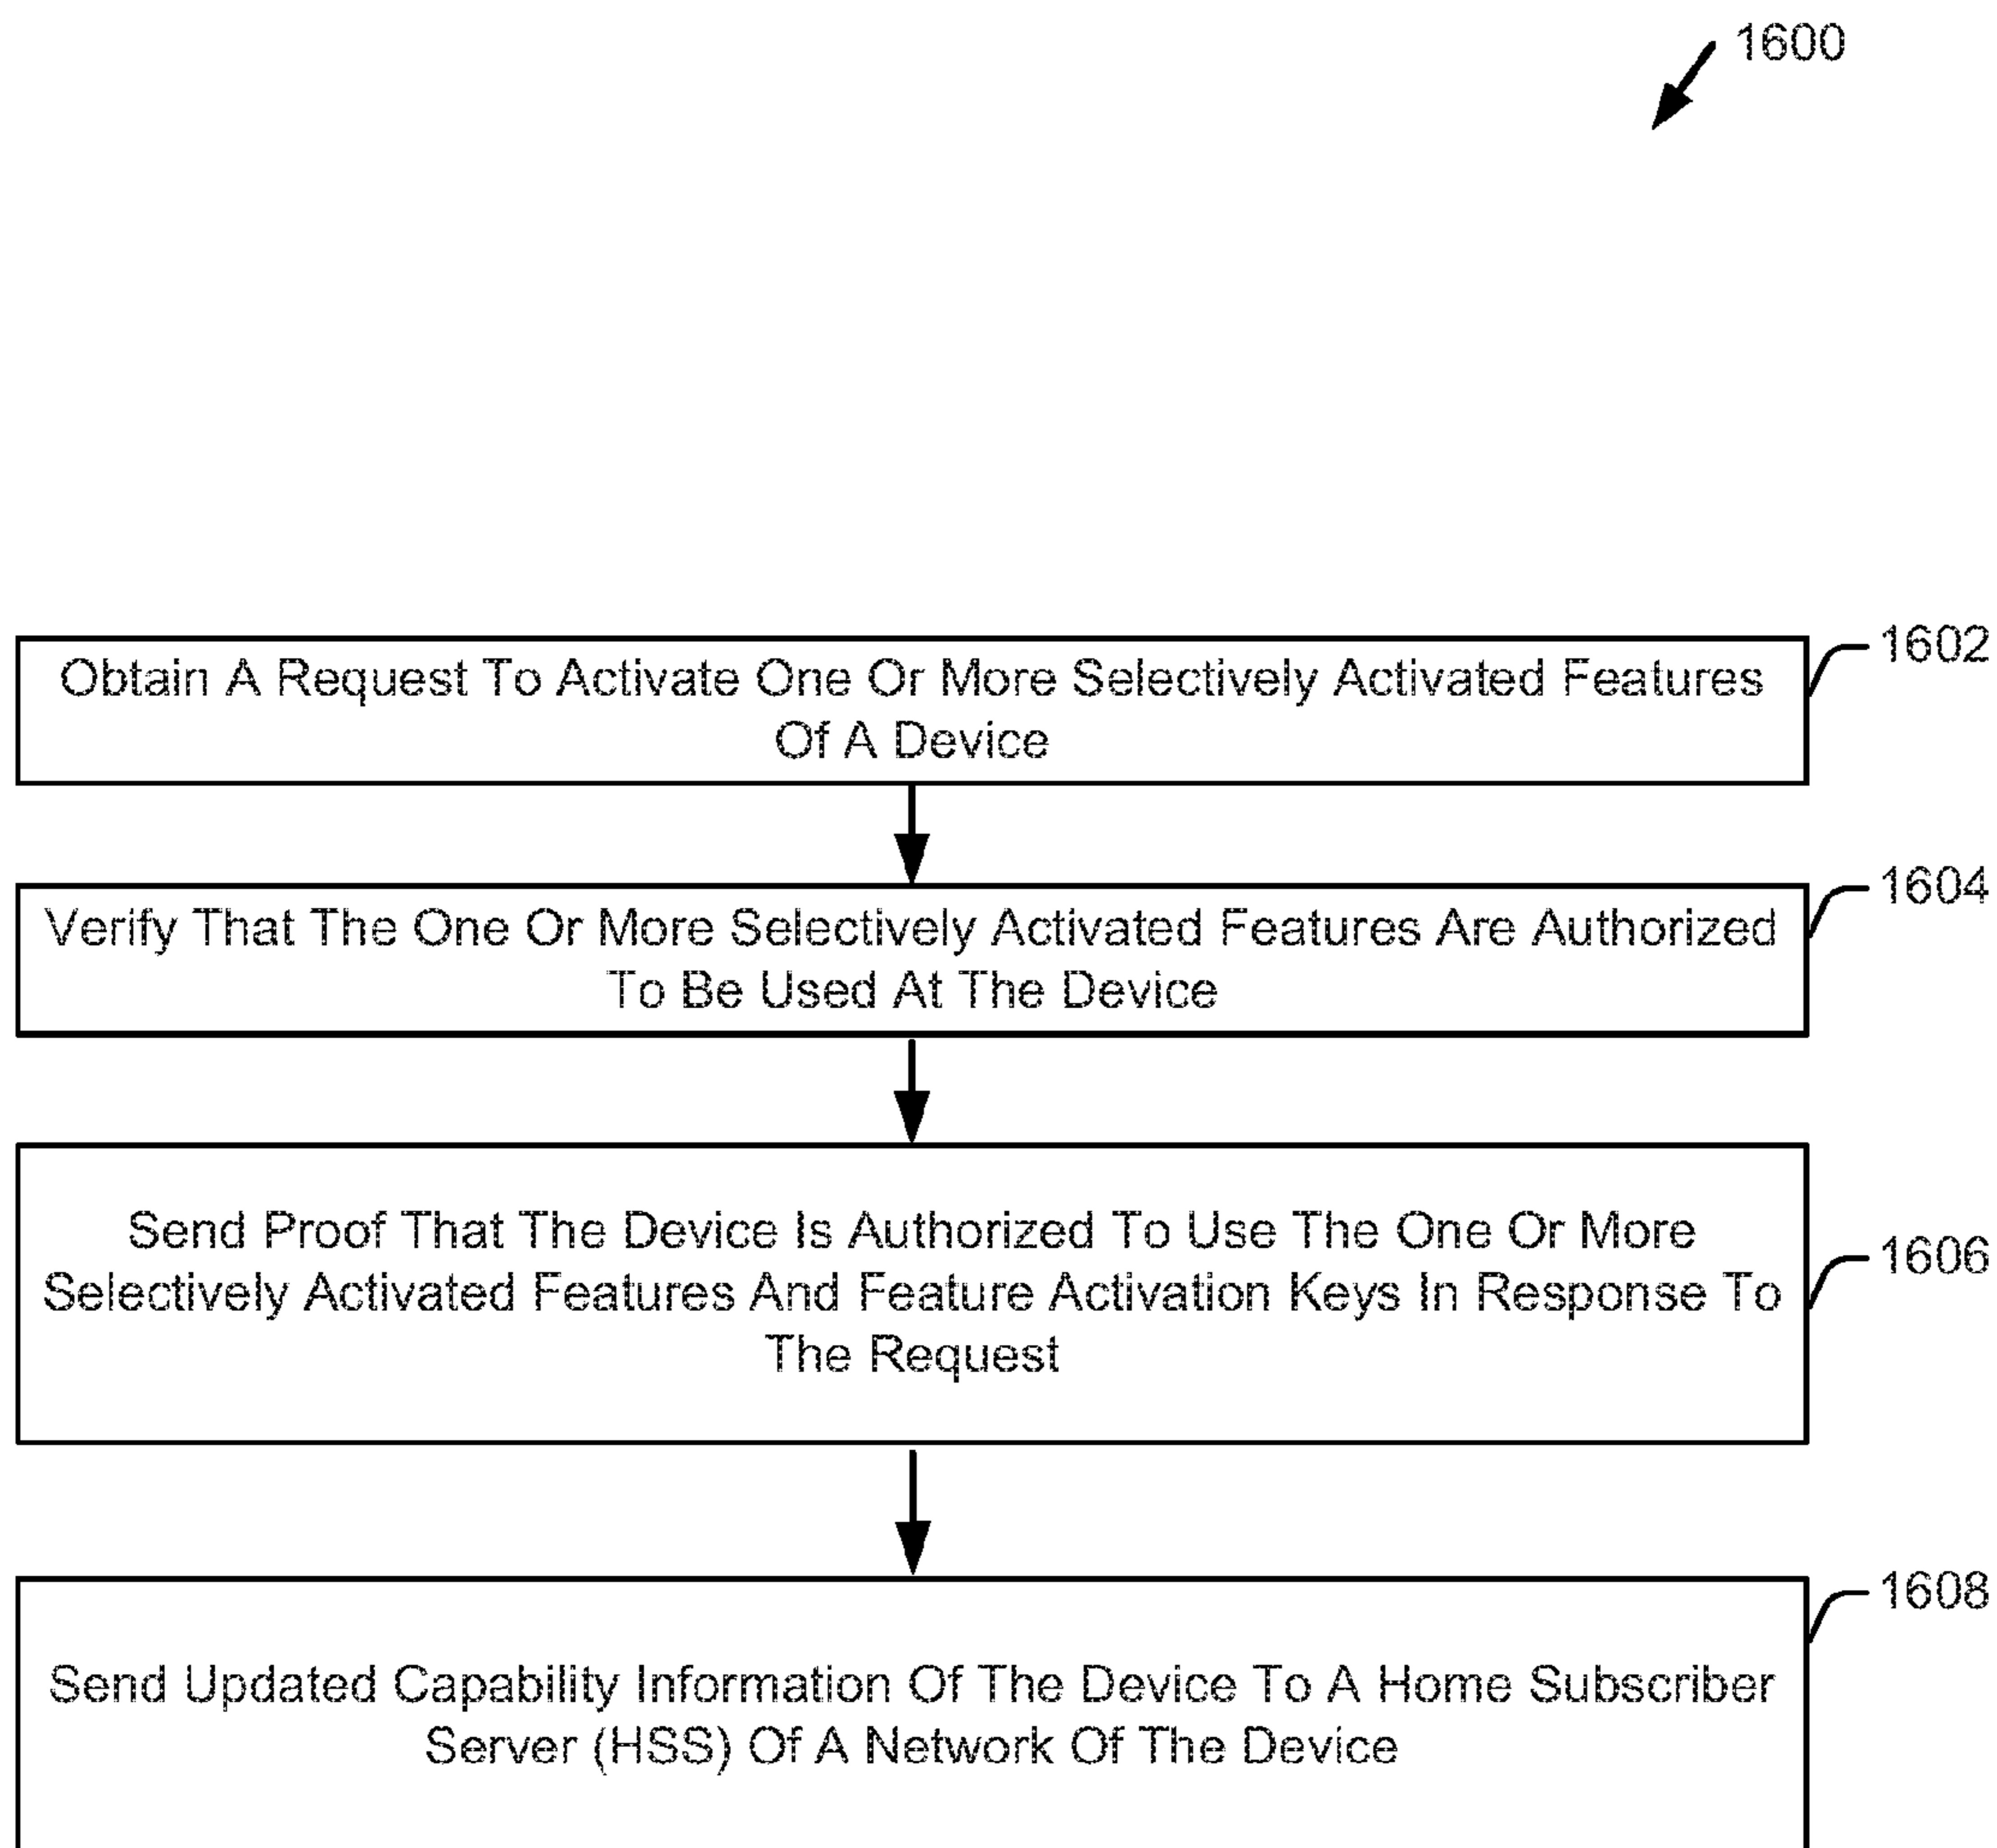 1600
Obtain A Request To Activate One Or More Selectively Activated Features
Of A Device
1602
Verify That The One Or More Selectively Activated Features Are Authorized
To Be Used At The Device
1604
Send Proof That The Device Is Authorized To Use The One Or More
Selectively Activated Features And Feature Activation Keys In Response To
The Request
1606
Send Updated Capability Information Of The Device To A Home Subscriber
Server (HSS) Of A Network Of The Device
1608